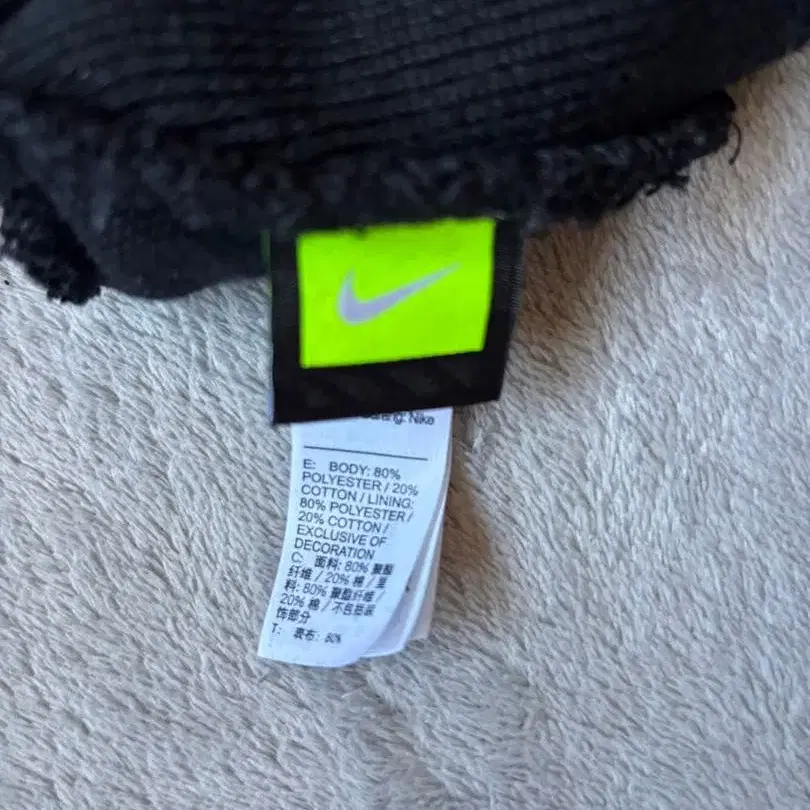 Nike
E: BODY: 80%
POLYESTER / 20%
COTTON / LINING:
80% POLYESTER /
20% COTTON /
EXCLUSIVE OF
DECORATION
C: 面料: 80% 聚酯
纤维 / 20% 棉 / 里
料: 80% 聚酯纤维 /
20% 棉 / 不包括装
饰部分
T: 表布: 80%